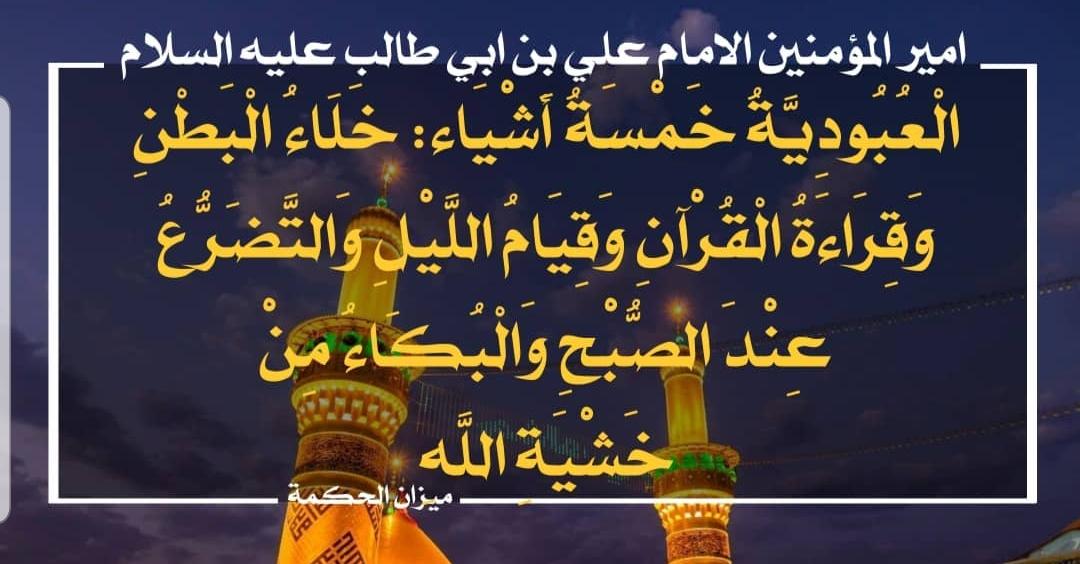 امير المؤمنين الامام علي بن ابي طالب عليه السلام
الْعُبُودِيَّةُ خَمْسَةُ أَشْيَاء: خَلَاءُ الْبَطْنِ
وَقِرَاءَةُ الْقُرْآنِ وَقِيَامُ اللَّيْلِ وَالتَّضَرُّعُ
عِنْدَ الصُّبْحِ وَالْبُكَاءُ مِنْ
خَشْيَةِ اللَّه
ميزان الحكمة